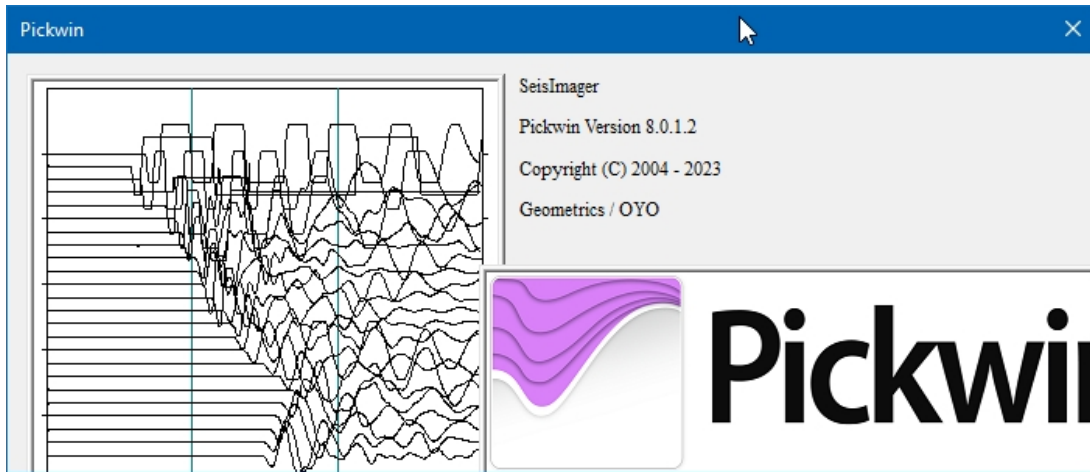 Pickwin
SeisImager
Pickwin Version 8.0.1.2
Copyright (C) 2004 - 2023
Geometrics / OYO
Pickwi